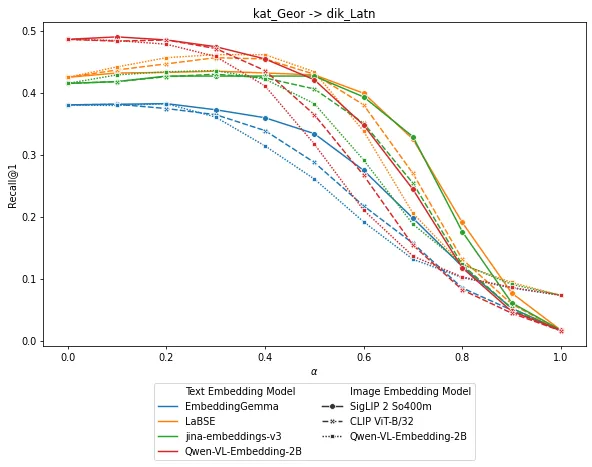 kat_Geor -> dik_Latn
Recall@1
0.5
0.4
0.3
0.2
0.1
0.0
0.0 0.2 0.4 0.6 0.8 1.0
α
Text Embedding Model
EmbeddingGemma
LaBSE
jina-embeddings-v3
Qwen-VL-Embedding-2B
Image Embedding Model
SigLIP 2 So400m
CLIP ViT-B/32
Qwen-VL-Embedding-2B